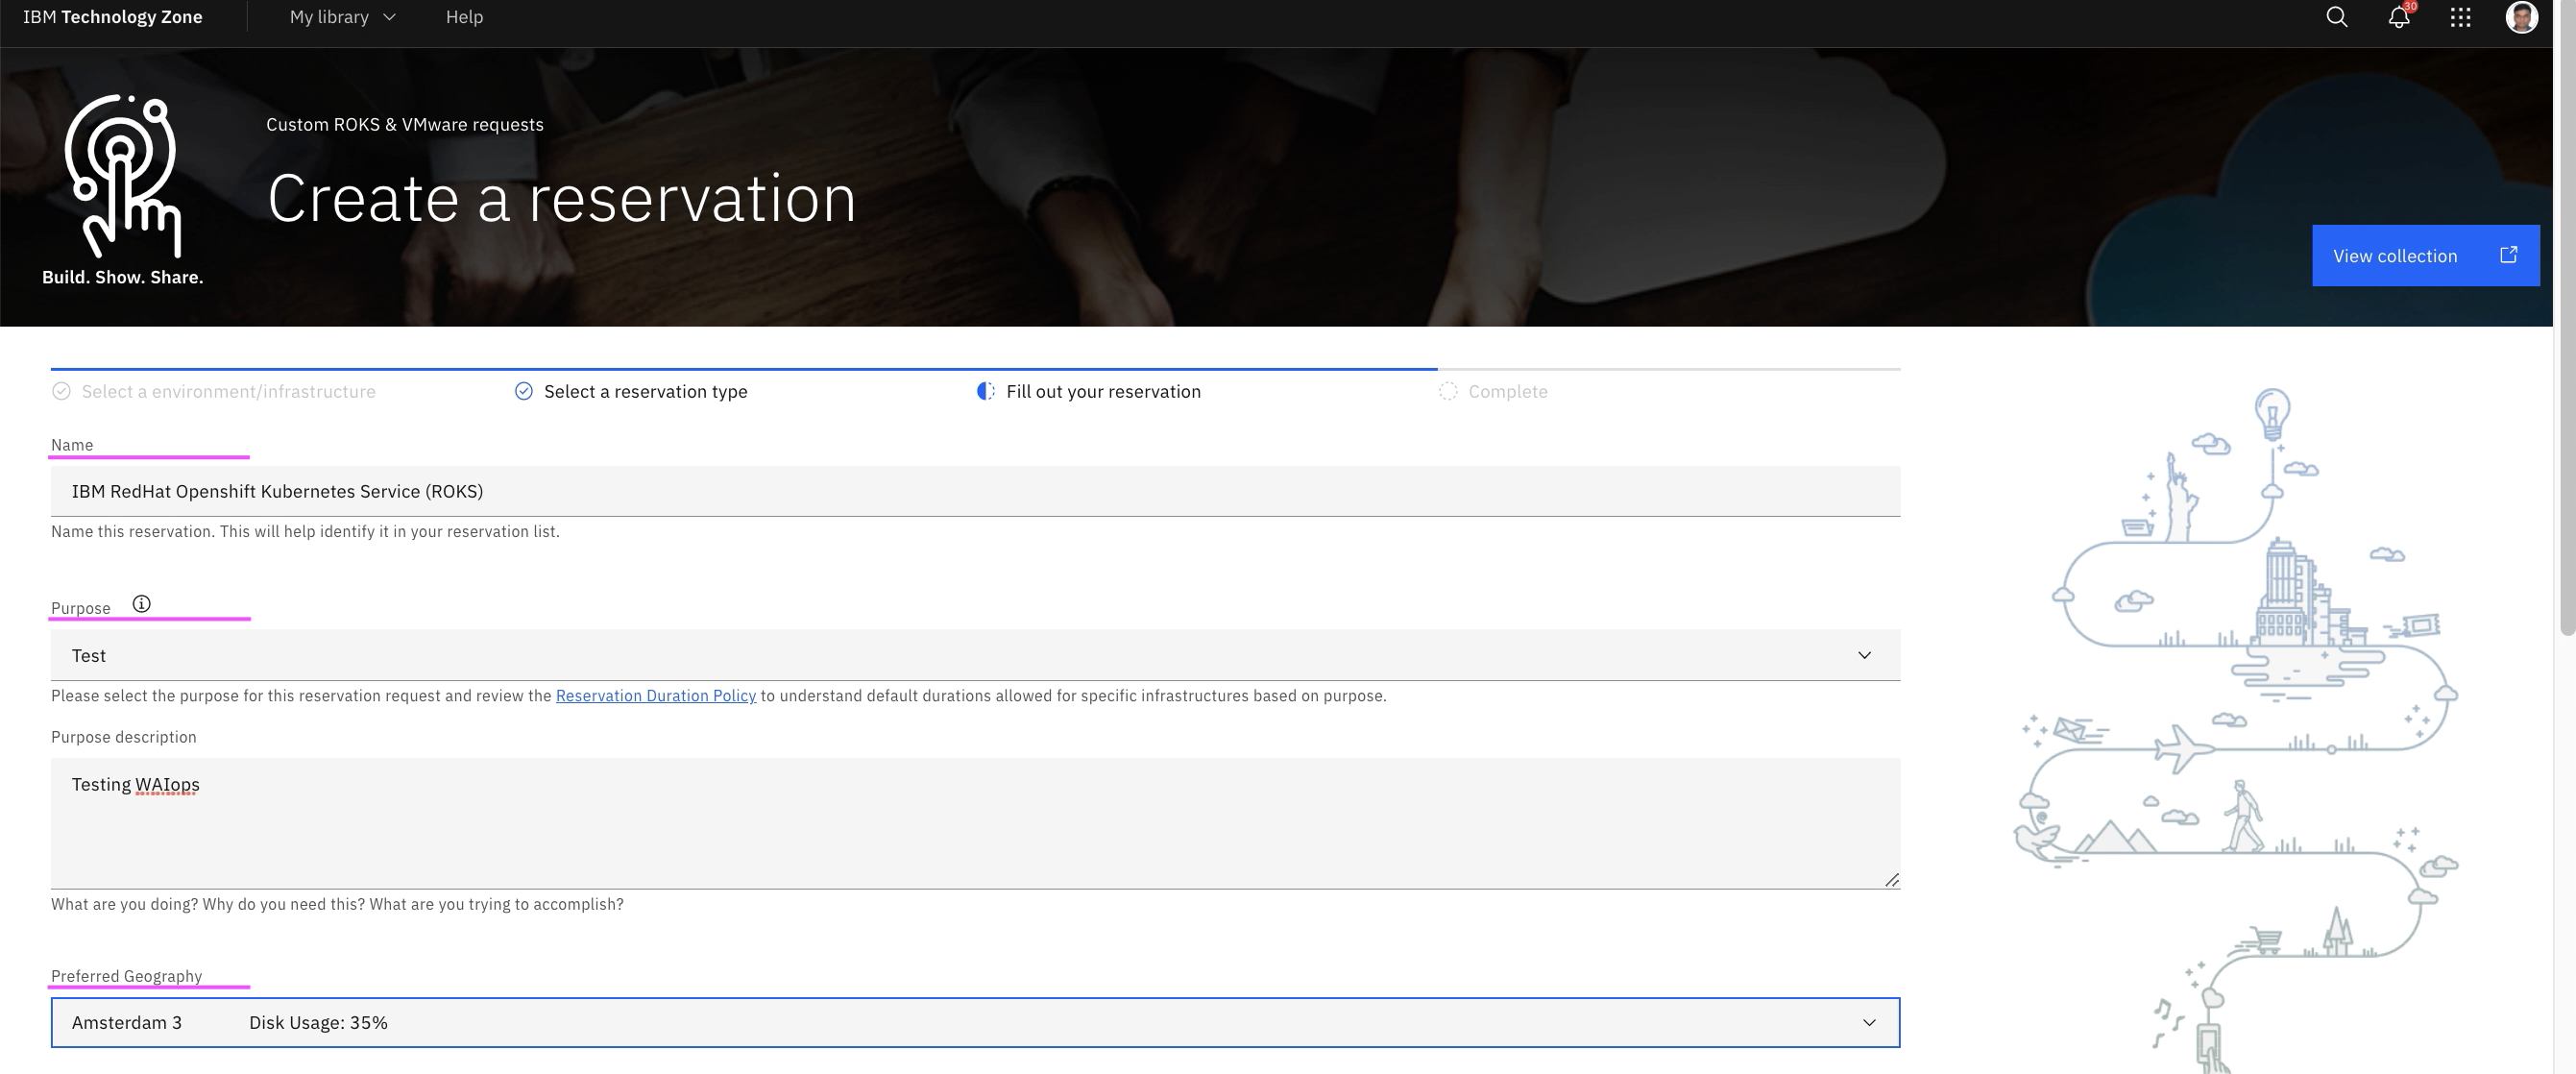 IBM Technology Zone
My library
Help
30
Custom ROKS & VMware requests
Create a reservation
Build. Show. Share.
View collection
Select a environment/infrastructure
Select a reservation type
Fill out your reservation
Complete
Name
IBM RedHat Openshift Kubernetes Service (ROKS)
Name this reservation. This will help identify it in your reservation list.
Purpose
Test
Please select the purpose for this reservation request and review the Reservation Duration Policy to understand default durations allowed for specific infrastructures based on purpose.
Purpose description
Testing WAIops
What are you doing? Why do you need this? What are you trying to accomplish?
Preferred Geography
Amsterdam 3 Disk Usage: 35%